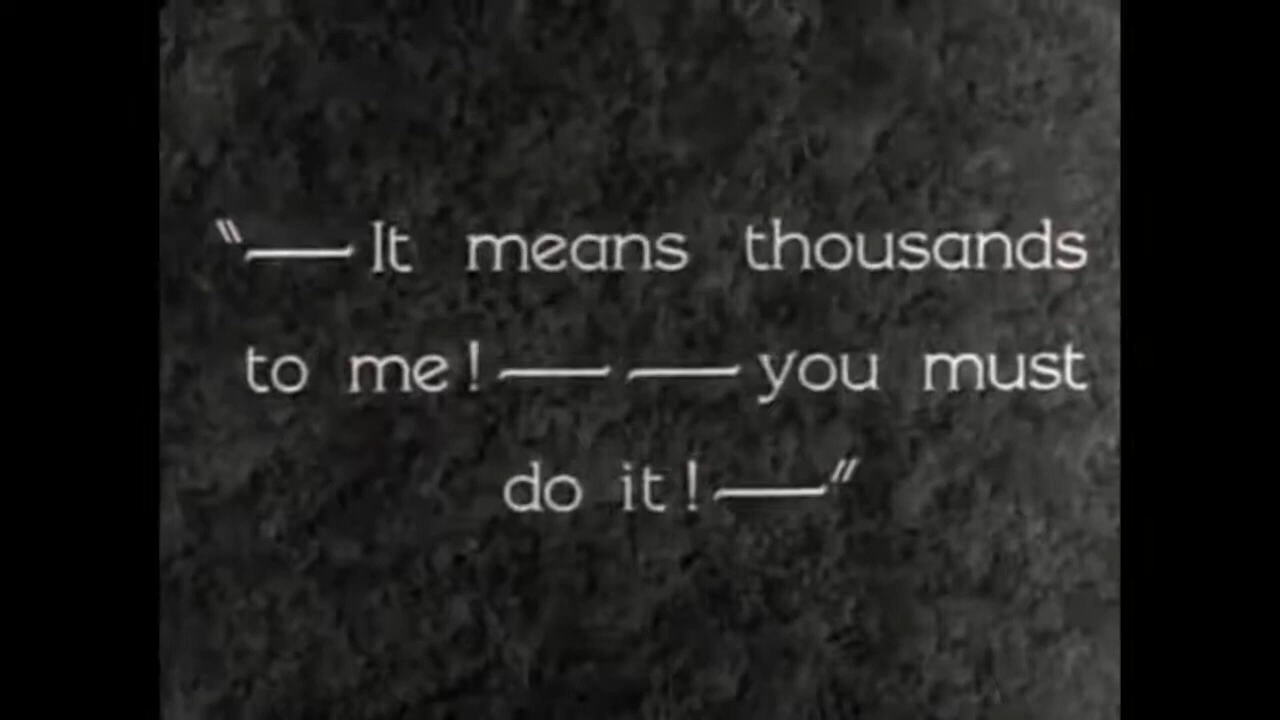 "—It means thousands
to me!— —you must
do it!—"